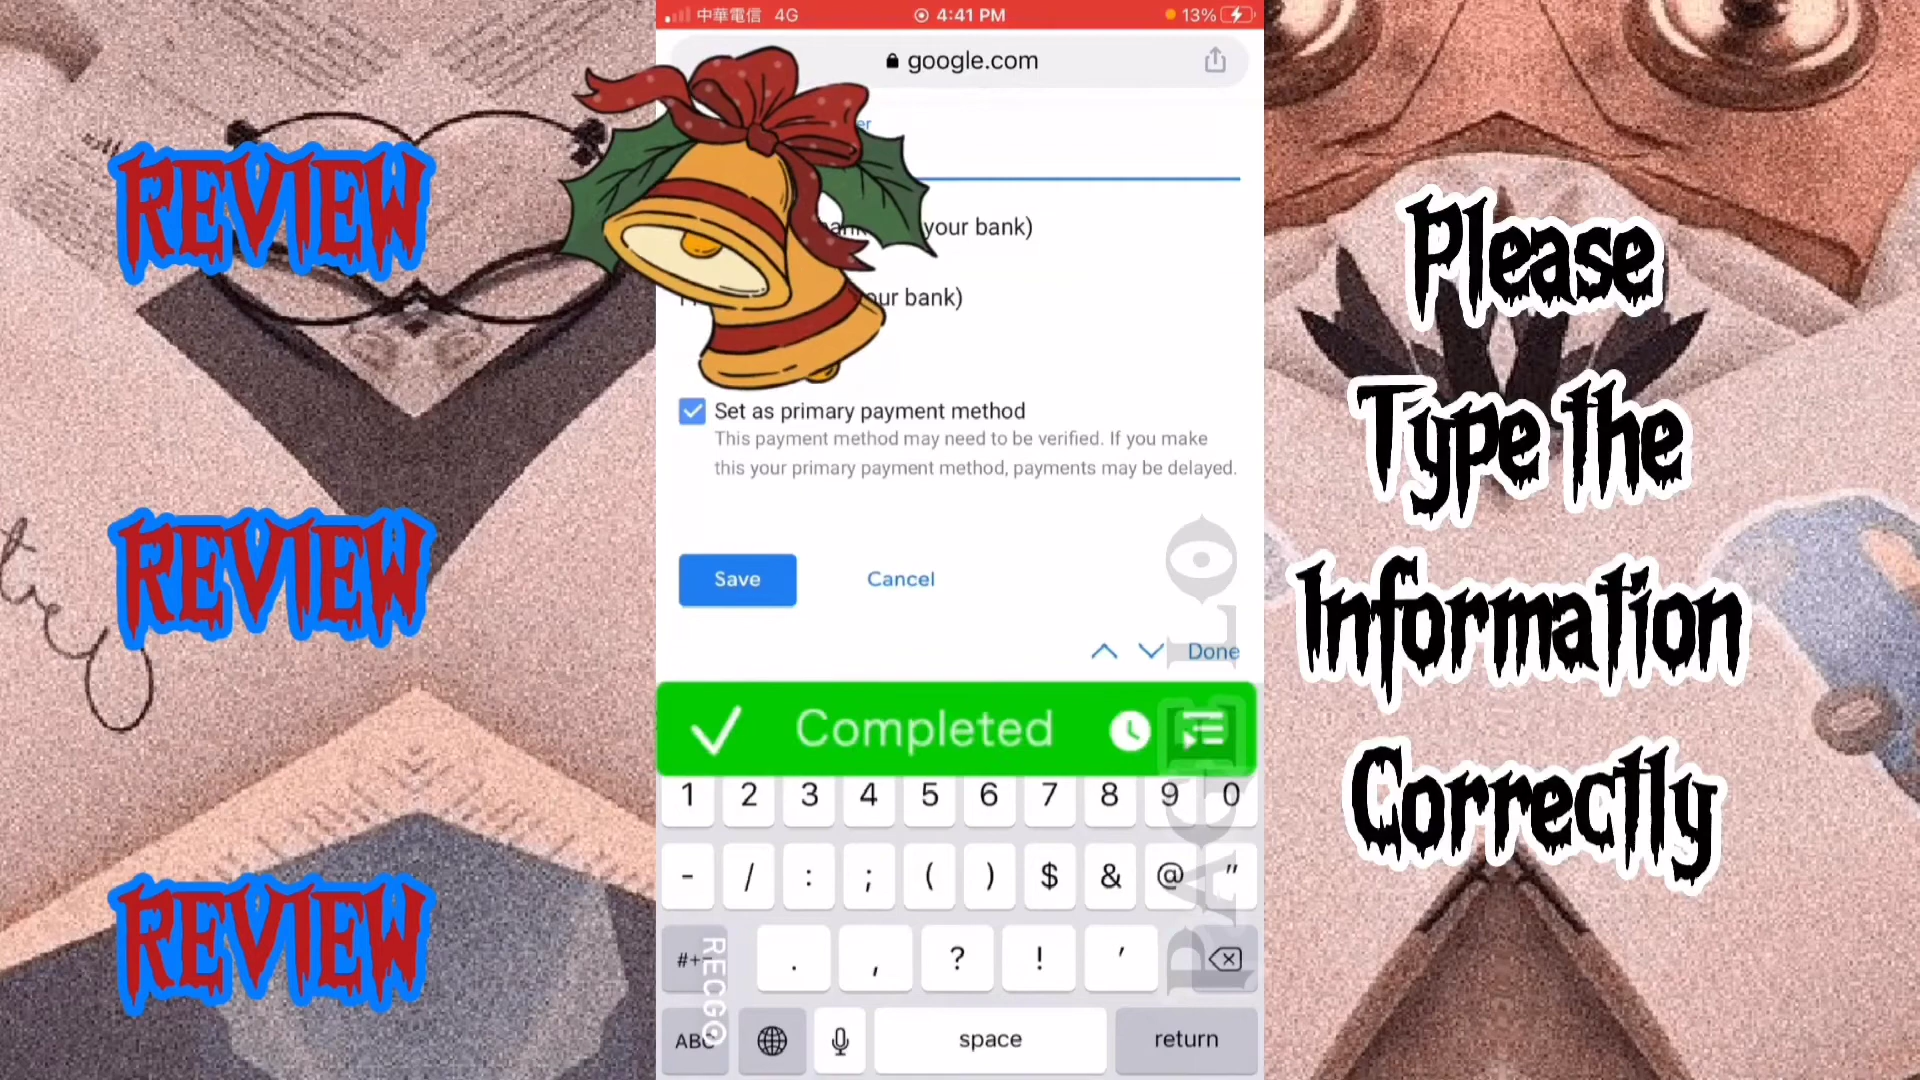 中華電信 4G 4:41 PM 13%
google.com
your bank)
our bank)
Set as primary payment method
This payment method may need to be verified. If you make
this your primary payment method, payments may be delayed.
Save Cancel
Done
Completed
1 2 3 4 5 6 7 8 9 0
- / : ; ( ) $ & @ "
#+
. , ? ! '
ABC space return
RECGO
REVIEW
REVIEW
REVIEW
Please
Type the
Information
Correctly